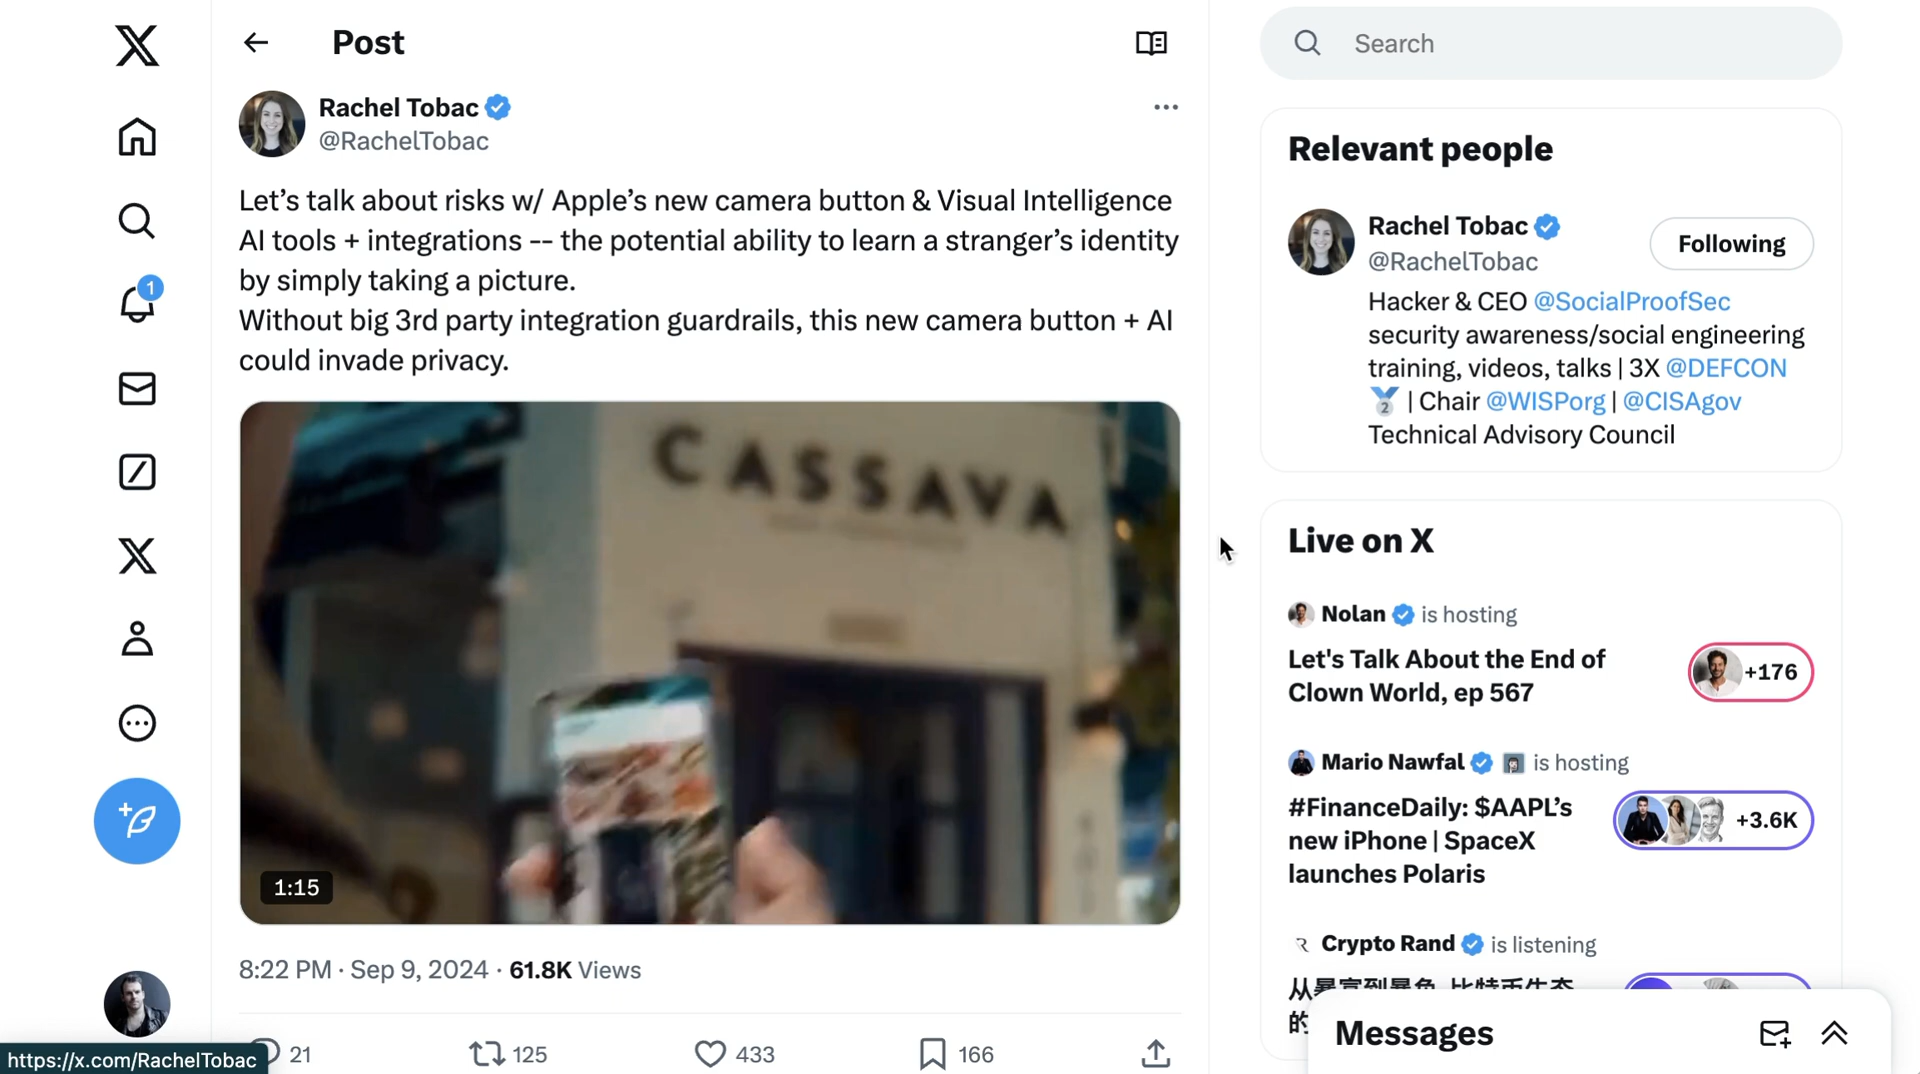 Post
Search
Rachel Tobac
@RachelTobac
Let’s talk about risks w/ Apple’s new camera button & Visual Intelligence
AI tools + integrations -- the potential ability to learn a stranger’s identity
by simply taking a picture.
Without big 3rd party integration guardrails, this new camera button + AI
could invade privacy.
CASSAVA
1:15
8:22 PM · Sep 9, 2024 · 61.8K Views
21
125
433
166
1
https://x.com/RachelTobac
Relevant people
Rachel Tobac
@RachelTobac
Following
Hacker & CEO @SocialProofSec
security awareness/social engineering
training, videos, talks | 3X @DEFCON
🥈 | Chair @WISPorg | @CISAgov
Technical Advisory Council
Live on X
Nolan is hosting
Let's Talk About the End of
Clown World, ep 567
+176
Mario Nawfal is hosting
#FinanceDaily: $AAPL’s
new iPhone | SpaceX
launches Polaris
+3.6K
Crypto Rand is listening
的
Messages